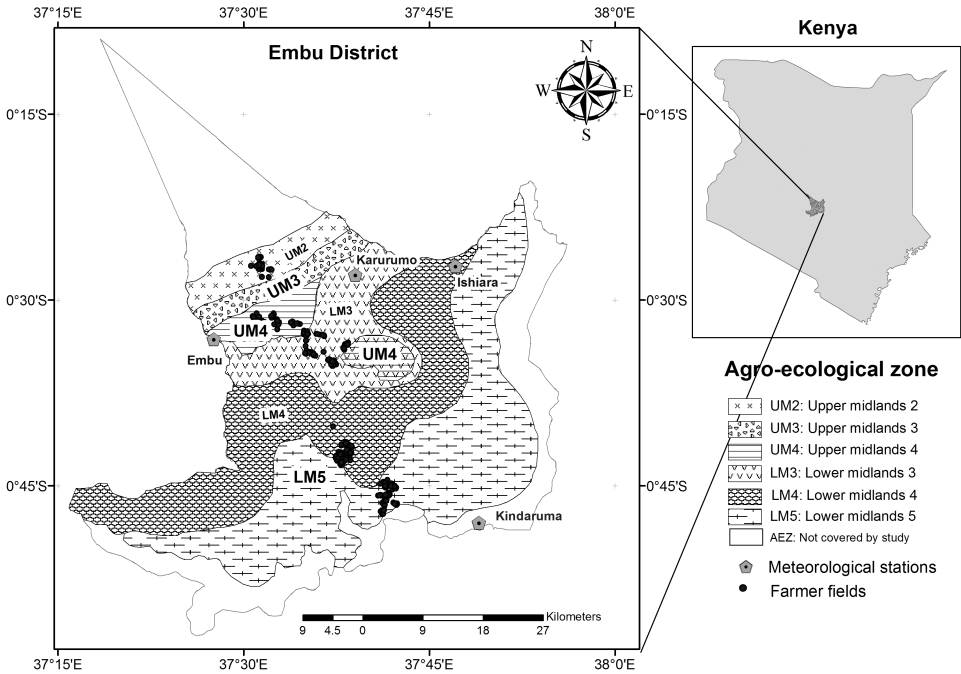 37°15'E 37°30'E 37°45'E 38°0'E
Kenya
Embu District
N
W E
S
0°15'S 0°15'S
UM2
Karurumo
UM3
Ishiara
0°30'S 0°30'S
LM3
UM4
UM4
Embu
Agro-ecological zone
UM2: Upper midlands 2
LM4
UM3: Upper midlands 3
UM4: Upper midlands 4
LM5
LM3: Lower midlands 3
0°45'S 0°45'S
LM4: Lower midlands 4
Kindaruma
LM5: Lower midlands 5
AEZ: Not covered by study
Meteorological stations
Farmer fields
Kilometers
9 4.5 0 9 18 27
37°15'E 37°30'E 37°45'E 38°0'E